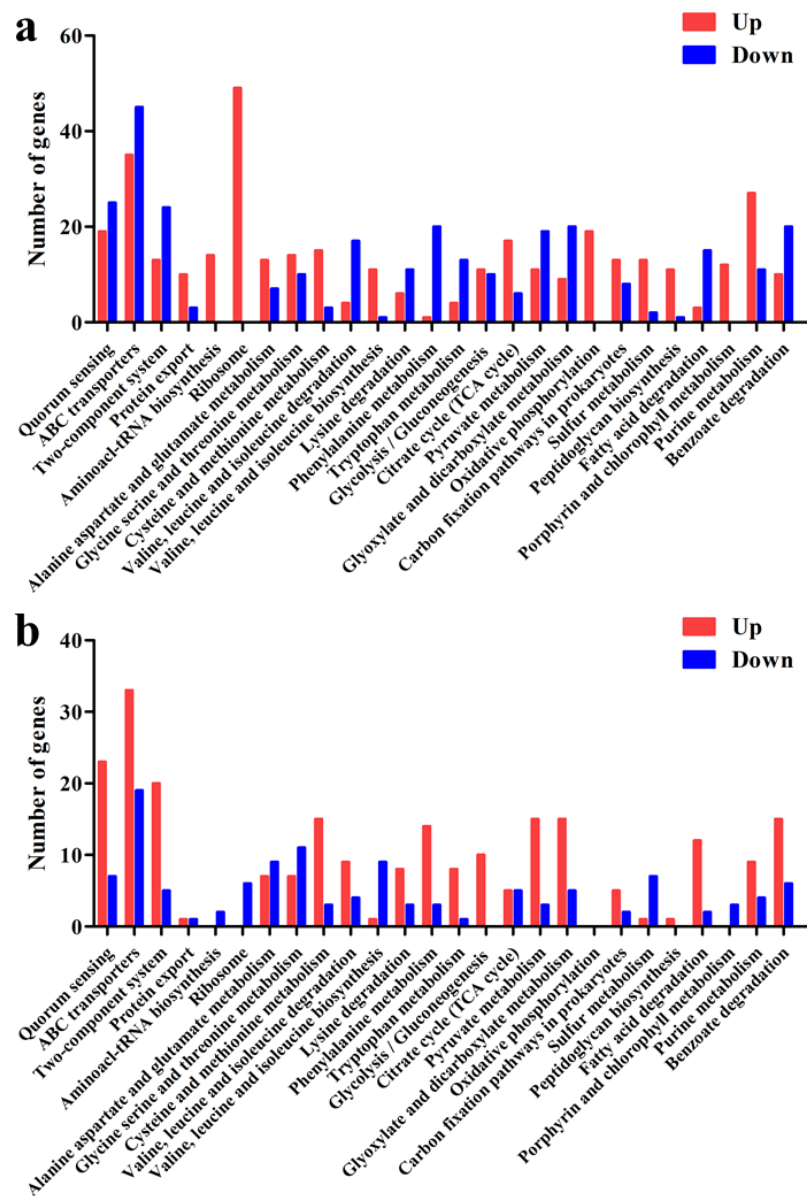 a
Up
Down
Number of genes
60
40
20
0
Quorum sensing
ABC transporters
Two-component system
Protein export
Aminoacl-tRNA biosynthesis
Ribosome
Alanine aspartate and glutamate metabolism
Glycine serine and threonine metabolism
Cysteine and methionine metabolism
Valine, leucine and isoleucine degradation
Valine, leucine and isoleucine biosynthesis
Lysine degradation
Phenylalanine metabolism
Tryptophan metabolism
Glycolysis / Gluconeogenesis
Citrate cycle (TCA cycle)
Pyruvate metabolism
Glyoxylate and dicarboxylate metabolism
Oxidative phosphorylation
Carbon fixation pathways in prokaryotes
Sulfur metabolism
Peptidoglycan biosynthesis
Fatty acid degradation
Porphyrin and chlorophyll metabolism
Purine metabolism
Benzoate degradation
b
Up
Down
Number of genes
40
30
20
10
0
Quorum sensing
ABC transporters
Two-component system
Protein export
Aminoacl-tRNA biosynthesis
Ribosome
Alanine aspartate and glutamate metabolism
Glycine serine and threonine metabolism
Cysteine and methionine metabolism
Valine, leucine and isoleucine degradation
Valine, leucine and isoleucine biosynthesis
Lysine degradation
Phenylalanine metabolism
Tryptophan metabolism
Glycolysis / Gluconeogenesis
Citrate cycle (TCA cycle)
Pyruvate metabolism
Glyoxylate and dicarboxylate metabolism
Oxidative phosphorylation
Carbon fixation pathways in prokaryotes
Sulfur metabolism
Peptidoglycan biosynthesis
Fatty acid degradation
Porphyrin and chlorophyll metabolism
Purine metabolism
Benzoate degradation